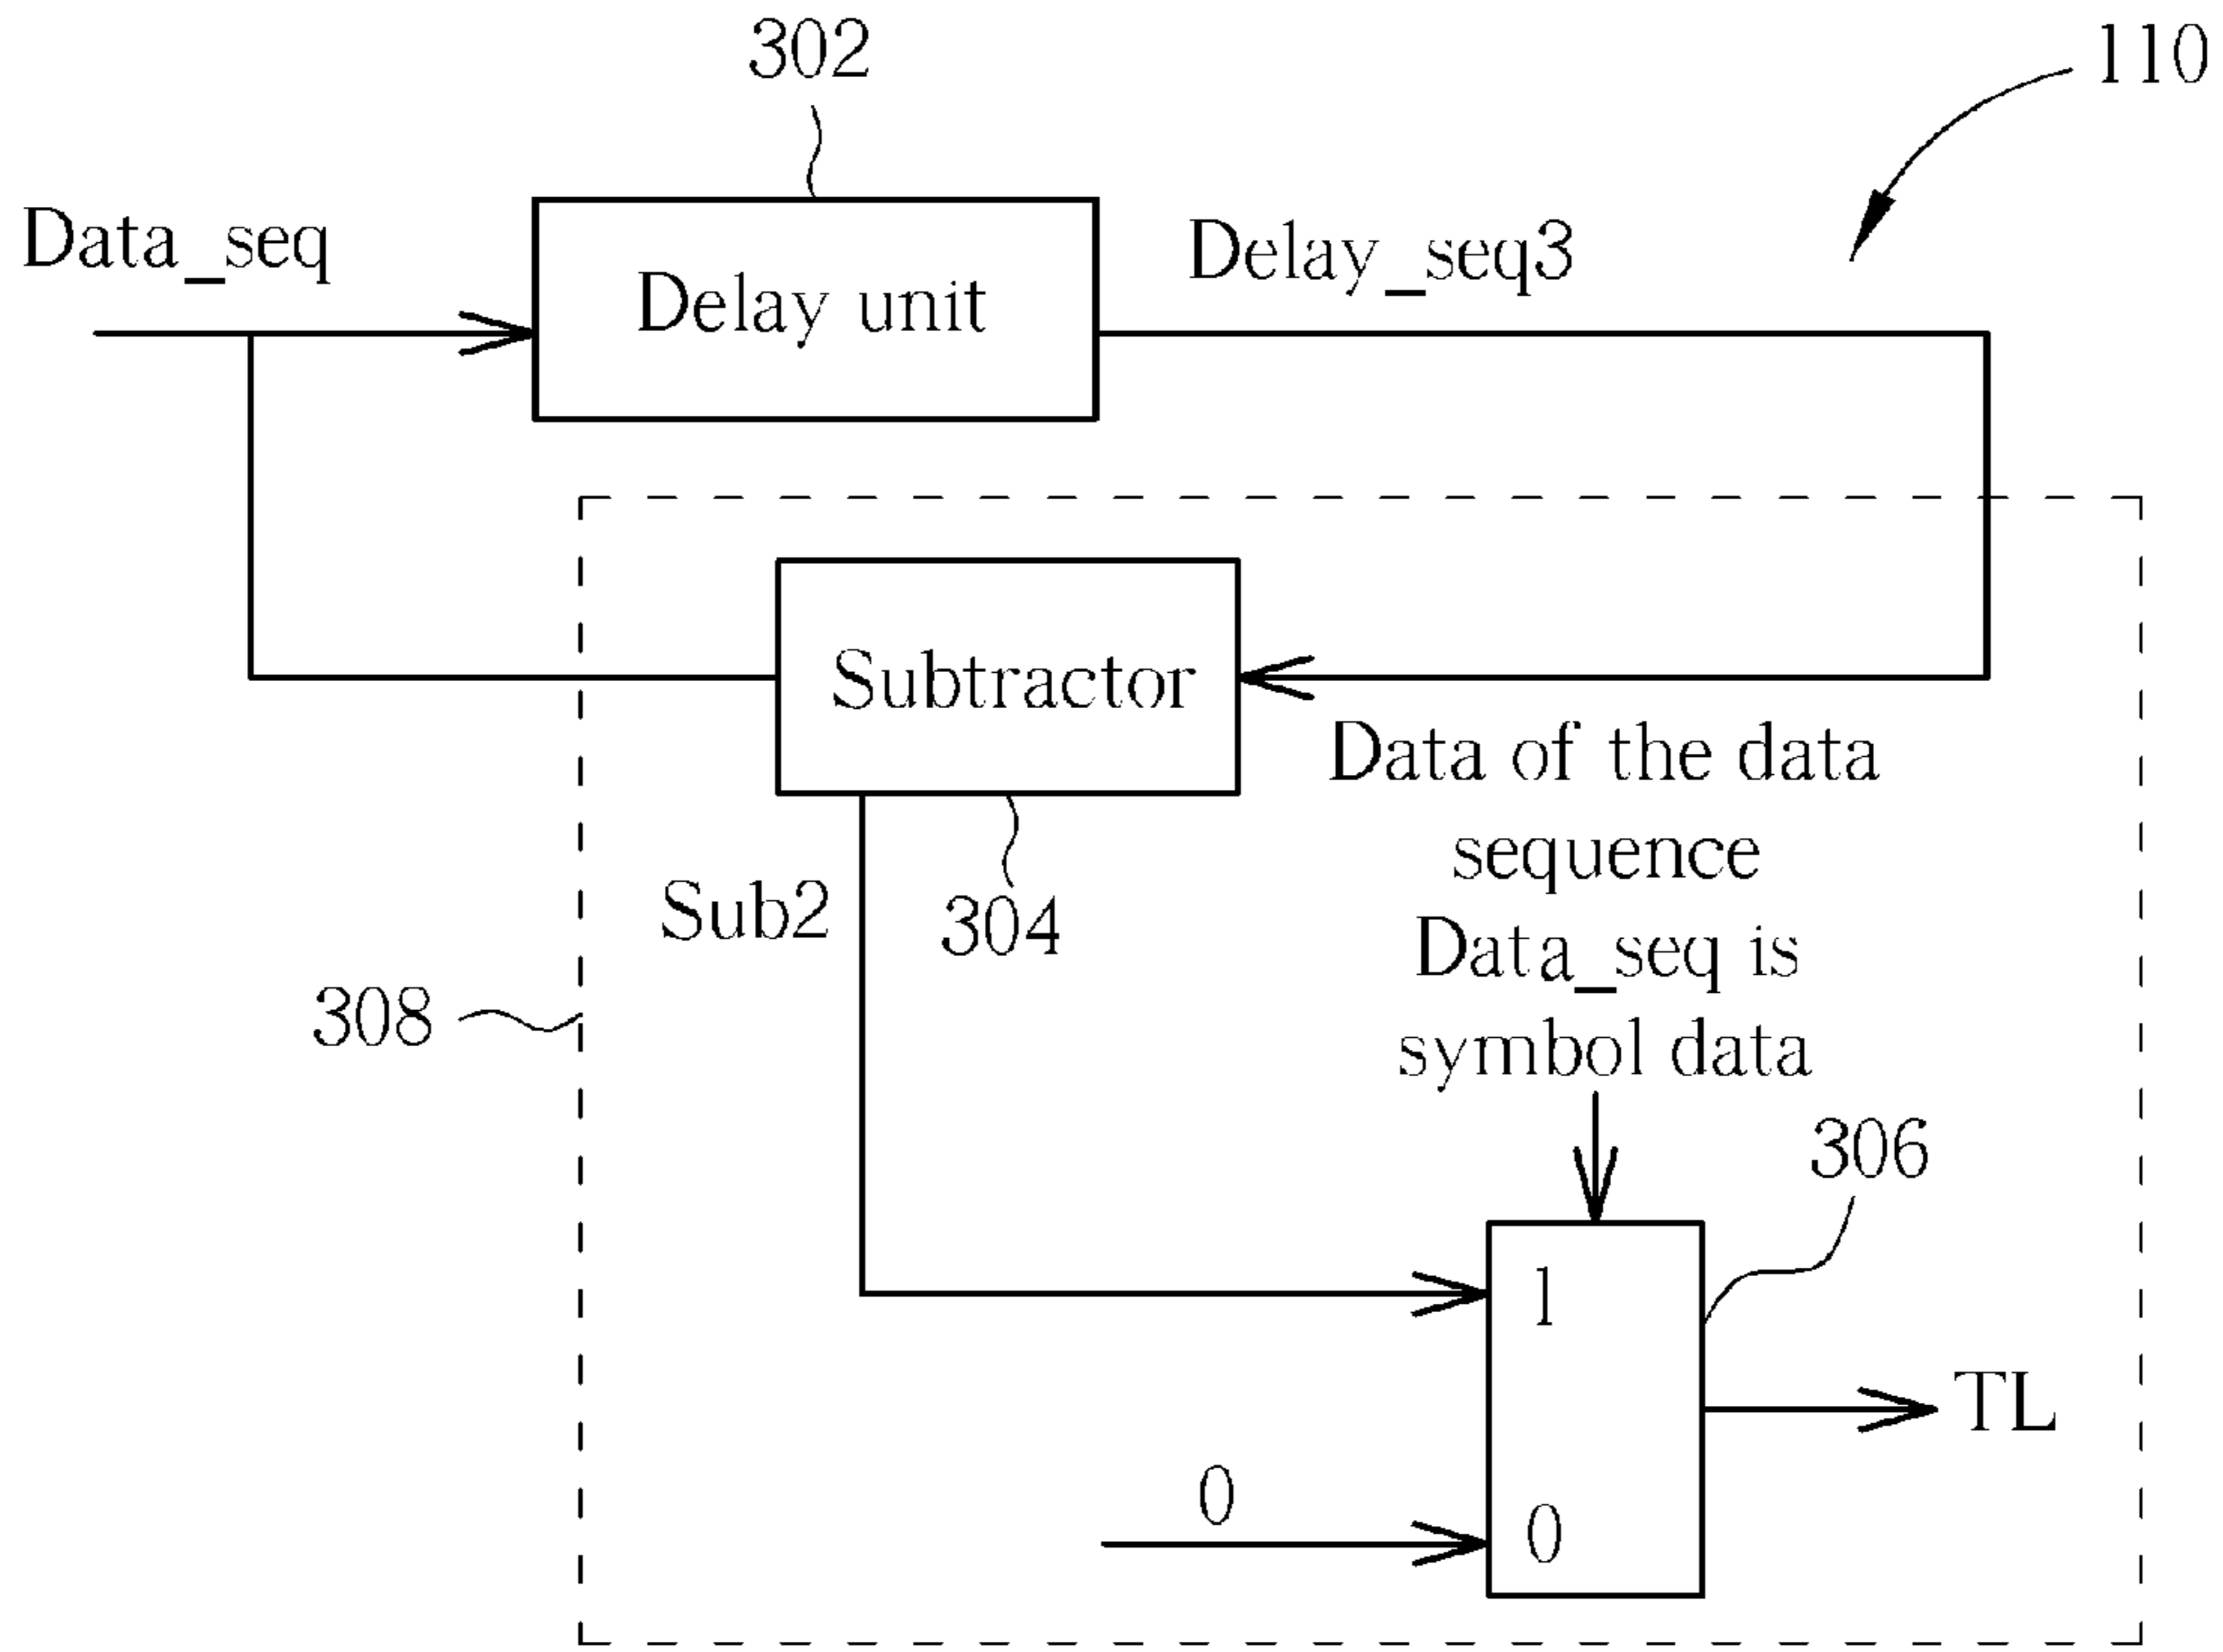 302
110
Data_seq
Delay unit
Delay_seq3
Subtractor
Data of the data
sequence
Data_seq is
symbol data
Sub2
304
308
306
1
TL
0
0